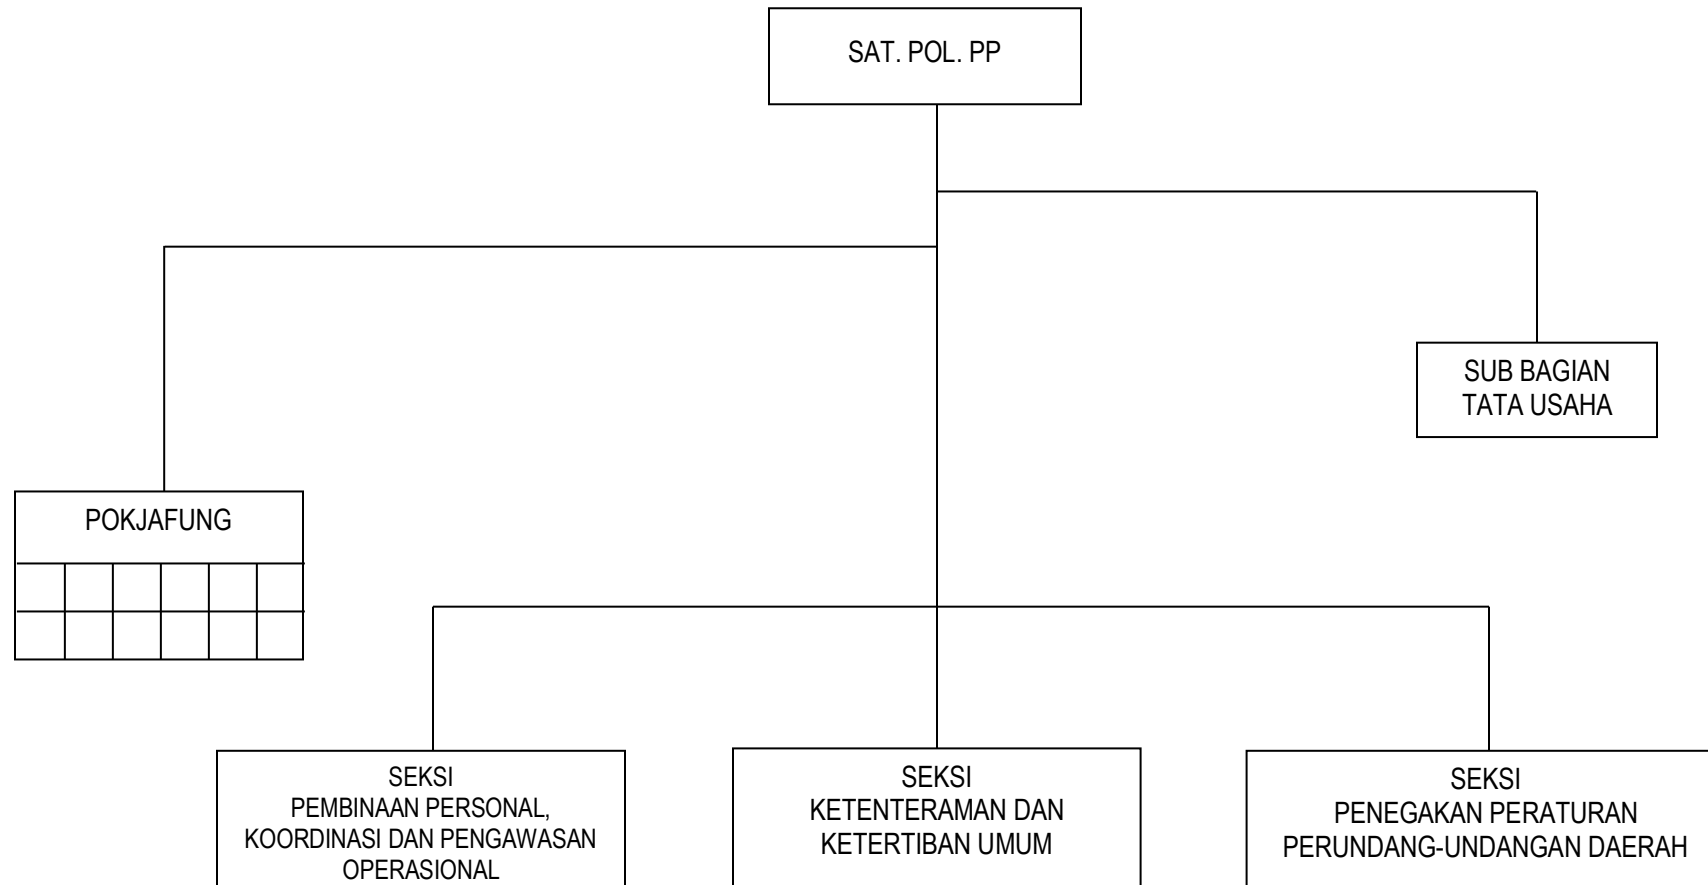 SAT. POL. PP
SUB BAGIAN
TATA USAHA
POKJAFUNG
SEKSI
PEMBINAAN PERSONAL,
KOORDINASI DAN PENGAWASAN
OPERASIONAL
SEKSI
KETENTERAMAN DAN
KETERTIBAN UMUM
SEKSI
PENEGAKAN PERATURAN
PERUNDANG-UNDANGAN DAERAH